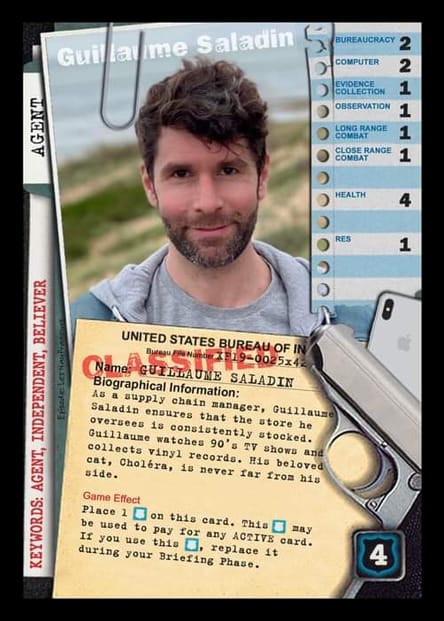 Guillaume Saladin
AGENT
KEYWORDS: AGENT, INDEPENDENT, BELIEVER
BUREAUCRACY 2
COMPUTER 2
EVIDENCE
COLLECTION 1
OBSERVATION 1
LONG RANGE
COMBAT 1
CLOSE RANGE
COMBAT 1
HEALTH 4
RES 1
UNITED STATES BUREAU OF IN
Bureau File Number XF19-0025x42
CLASSIFIED
Name: GUILLAUME SALADIN
Biographical Information:
As a supply chain manager, Guillaume
Saladin ensures that the store he
oversees is consistently stocked.
Guillaume watches 90's TV shows and
collects vinyl records. His beloved
cat, Choléra, is never far from his
side.
Game Effect
Place 1 on this card. This may
be used to pay for any ACTIVE card.
If you use this , replace it
during your Briefing Phase.
4